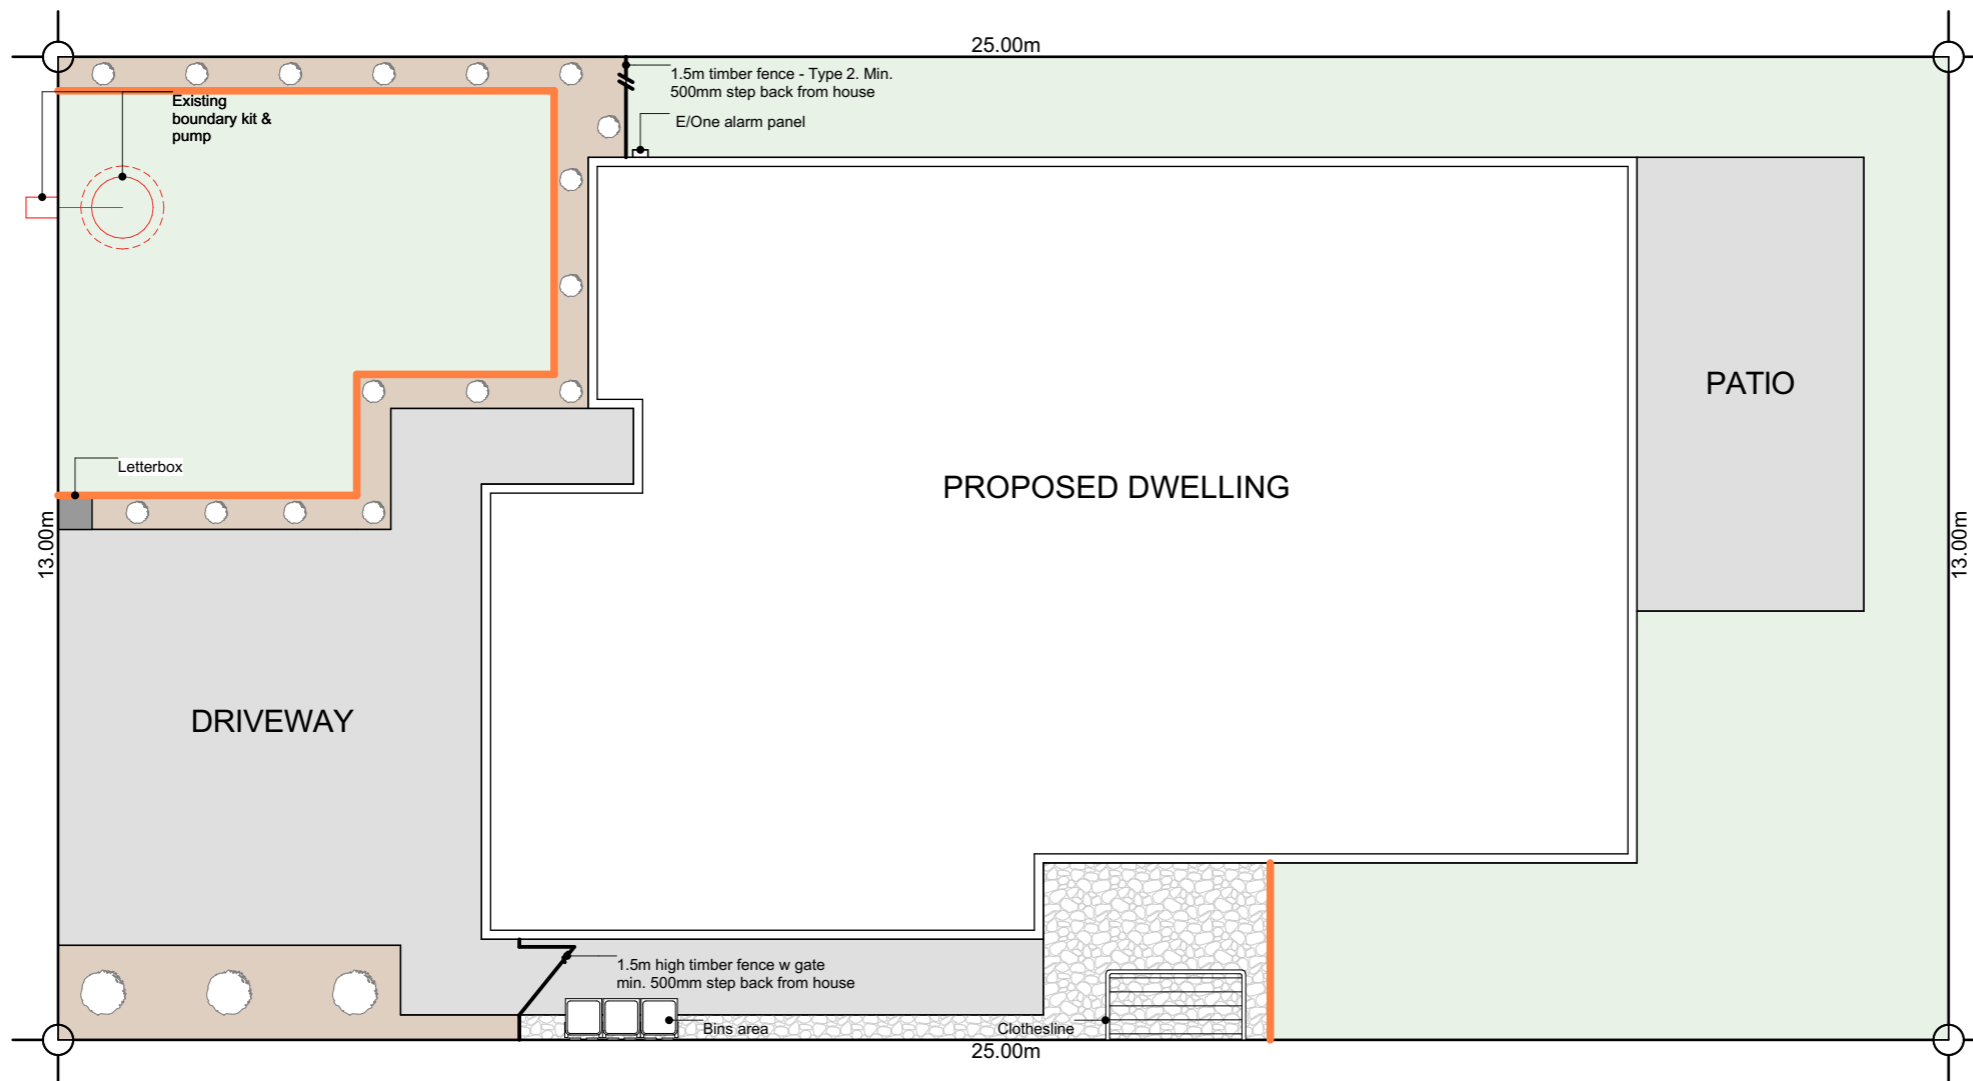 25.00m
1.5m timber fence - Type 2. Min.
500mm step back from house
Existing
boundary kit &
pump
E/One alarm panel
PATIO
Letterbox
PROPOSED DWELLING
13.00m
13.00m
DRIVEWAY
1.5m high timber fence w gate
min. 500mm step back from house
Bins area
Clothesline
25.00m